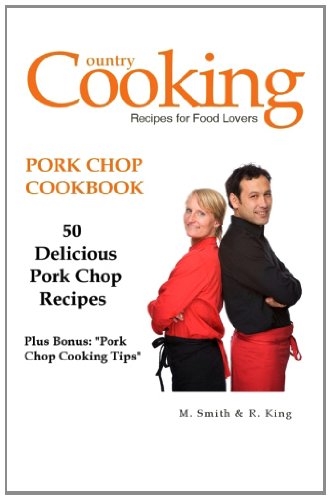 Country
Cooking
Recipes for Food Lovers
PORK CHOP
COOKBOOK
50
Delicious
Pork Chop
Recipes
Plus Bonus: "Pork
Chop Cooking Tips"
M. Smith & R. King